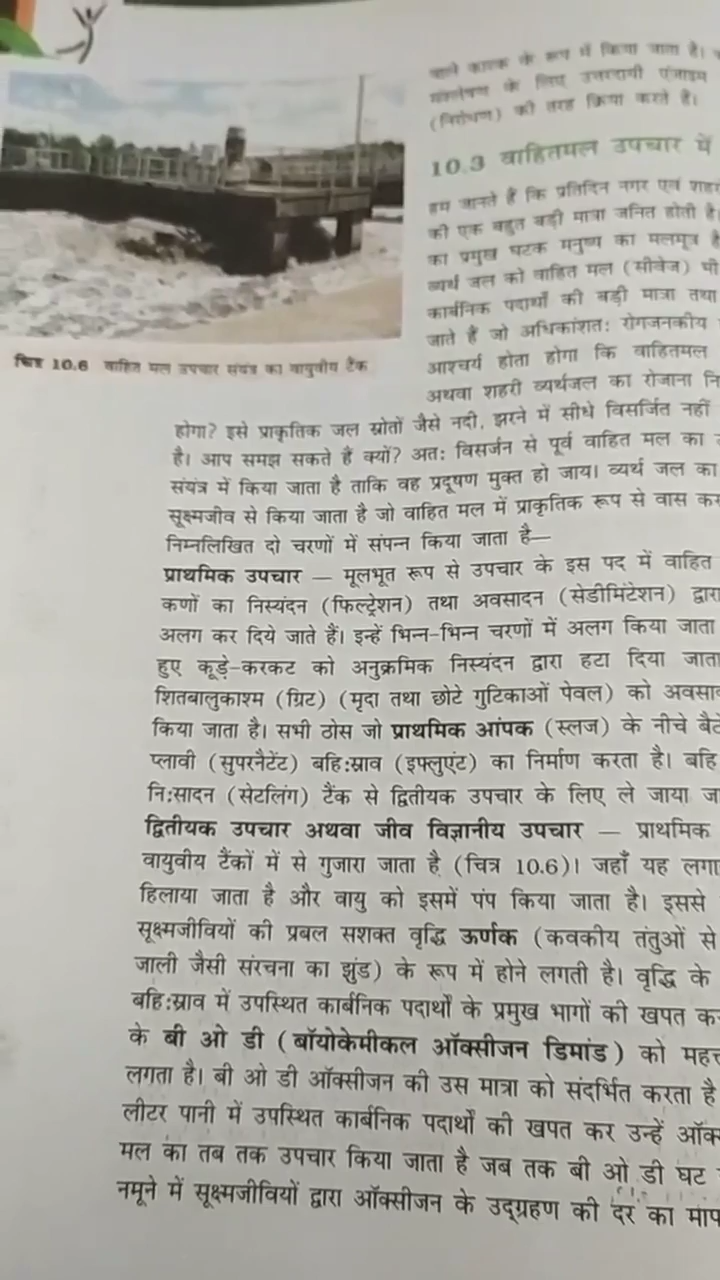 वाले कारक के रूप में किया जाता है।
संश्लेषण के लिए उत्तरदायी एंजाइम
(निरोधण) की तरह क्रिया करते हैं।
10.3 वाहितमल उपचार में
हम जानते हैं कि प्रतिदिन नगर एवं शहर
की एक बहुत बड़ी मात्रा जनित होती है।
का प्रमुख घटक मनुष्य का मलमूत्र है
व्यर्थ जल को वाहित मल (सीवेज) भी
कार्बनिक पदार्थों की बड़ी मात्रा तथा
जाते हैं जो अधिकांशतः रोगजनकीय
आश्चर्य होता होगा कि वाहितमल
अथवा शहरी व्यर्थजल का रोजाना नि
चित्र 10.6 वाहित मल उपचार संयंत्र का वायुवीय टैंक
होगा? इसे प्राकृतिक जल स्रोतों जैसे नदी, झरने में सीधे विसर्जित नहीं
है। आप समझ सकते हैं क्यों? अतः विसर्जन से पूर्व वाहित मल का
संयंत्र में किया जाता है ताकि वह प्रदूषण मुक्त हो जाय। व्यर्थ जल का
सूक्ष्मजीव से किया जाता है जो वाहित मल में प्राकृतिक रूप से वास कर
निम्नलिखित दो चरणों में संपन्न किया जाता है—
प्राथमिक उपचार — मूलभूत रूप से उपचार के इस पद में वाहित
कणों का निस्यंदन (फिल्ट्रेशन) तथा अवसादन (सेडीमिंटेशन) द्वारा
अलग कर दिये जाते हैं। इन्हें भिन्न-भिन्न चरणों में अलग किया जाता
हुए कूड़े-करकट को अनुक्रमिक निस्यंदन द्वारा हटा दिया जाता
शितबालुकाश्म (ग्रिट) (मृदा तथा छोटे गुटिकाओं पेवल) को अवसा
किया जाता है। सभी ठोस जो प्राथमिक आंपक (स्लज) के नीचे बैठे
प्लावी (सुपरनैटेंट) बहि:स्राव (इफ्लुएंट) का निर्माण करता है। बहि
नि:सादन (सेटलिंग) टैंक से द्वितीयक उपचार के लिए ले जाया ज
द्वितीयक उपचार अथवा जीव विज्ञानीय उपचार — प्राथमिक
वायुवीय टैंकों में से गुजारा जाता है (चित्र 10.6)। जहाँ यह लगा
हिलाया जाता है और वायु को इसमें पंप किया जाता है। इससे
सूक्ष्मजीवियों की प्रबल सशक्त वृद्धि ऊर्णक (कवकीय तंतुओं से
जाली जैसी संरचना का झुंड) के रूप में होने लगती है। वृद्धि के
बहि:स्राव में उपस्थित कार्बनिक पदार्थों के प्रमुख भागों की खपत कर
के बी ओ डी (बॉयोकेमीकल ऑक्सीजन डिमांड) को महत्त
लगता है। बी ओ डी ऑक्सीजन की उस मात्रा को संदर्भित करता है
लीटर पानी में उपस्थित कार्बनिक पदार्थों की खपत कर उन्हें ऑक्स
मल का तब तक उपचार किया जाता है जब तक बी ओ डी घट
नमूने में सूक्ष्मजीवियों द्वारा ऑक्सीजन के उद्ग्रहण की दर का माप